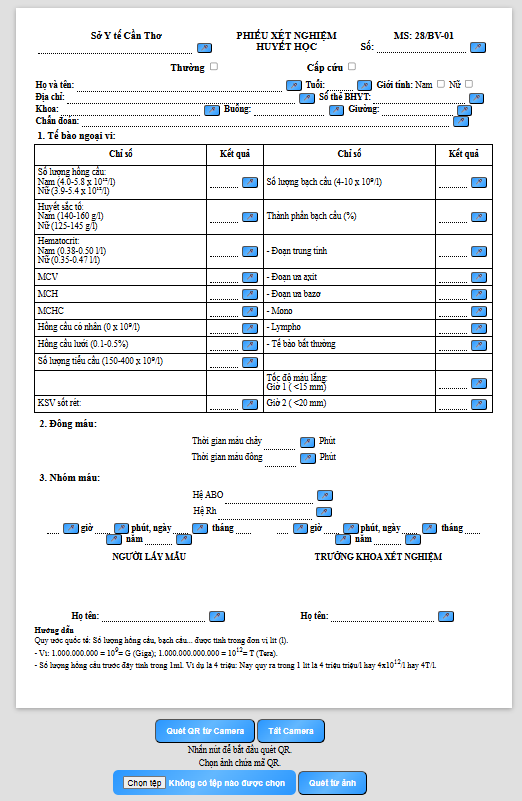 Sở Y tế Cần Thơ
PHIẾU XÉT NGHIỆM
HUYẾT HỌC
MS: 28/BV-01
Số:
Thường
Cấp cứu
Họ và tên: Tuổi: Giới tính: Nam Nữ
Địa chỉ: Số thẻ BHYT:
Khoa: Buồng: Giường:
Chẩn đoán:
1. Tế bào ngoại vi:
Chỉ số Kết quả Chỉ số Kết quả
Số lượng hồng cầu:
Nam (4.0-5.8 x 10¹²/l)
Nữ (3.9-5.4 x 10¹²/l)
Số lượng bạch cầu (4-10 x 10⁹/l)
Huyết sắc tố:
Nam (140-160 g/l)
Nữ (125-145 g/l)
Thành phần bạch cầu (%)
Hematocrit:
Nam (0.38-0.50 l/l)
Nữ (0.35-0.47 l/l)
- Đoạn trung tính
MCV - Đoạn ưa axit
MCH - Đoạn ưa bazơ
MCHC - Mono
Hồng cầu có nhân (0 x 10⁹/l) - Lympho
Hồng cầu lưới (0.1-0.5%) - Tế bào bất thường
Số lượng tiểu cầu (150-400 x 10⁹/l)
Tốc độ máu lắng:
Giờ 1 ( <15 mm)
KSV sốt rét: Giờ 2 ( <20 mm)
2. Đông máu:
Thời gian máu chảy Phút
Thời gian máu đông Phút
3. Nhóm máu:
Hệ ABO
Hệ Rh
giờ phút, ngày tháng năm
giờ phút, ngày tháng năm
NGƯỜI LẤY MẪU
TRƯỞNG KHOA XÉT NGHIỆM
Họ tên:
Họ tên:
Hướng dẫn
Quy ước quốc tế: Số lượng hồng cầu, bạch cầu... được tính trong đơn vị lít (l).
- Vì: 1.000.000.000 = 10⁹= G (Giga); 1.000.000.000.000 = 10¹²= T (Tera).
- Số lượng hồng cầu trước đây tính trong 1ml. Ví dụ là 4 triệu: Nay quy ra trong 1 lít là 4 triệu triệu/l hay 4x10¹²/l hay 4T/l.
Quét QR từ Camera
Tắt Camera
Nhấn nút để bắt đầu quét QR.
Chọn ảnh chứa mã QR.
Chọn tệp Không có tệp nào được chọn
Quét từ ảnh